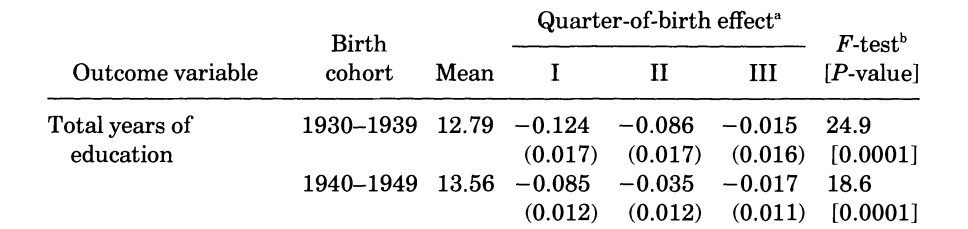 Quarter-of-birth effectᵃ
Birth F-testᵇ
Outcome variable cohort Mean I II III [P-value]
Total years of 1930–1939 12.79 −0.124 −0.086 −0.015 24.9
education (0.017) (0.017) (0.016) [0.0001]
1940–1949 13.56 −0.085 −0.035 −0.017 18.6
(0.012) (0.012) (0.011) [0.0001]